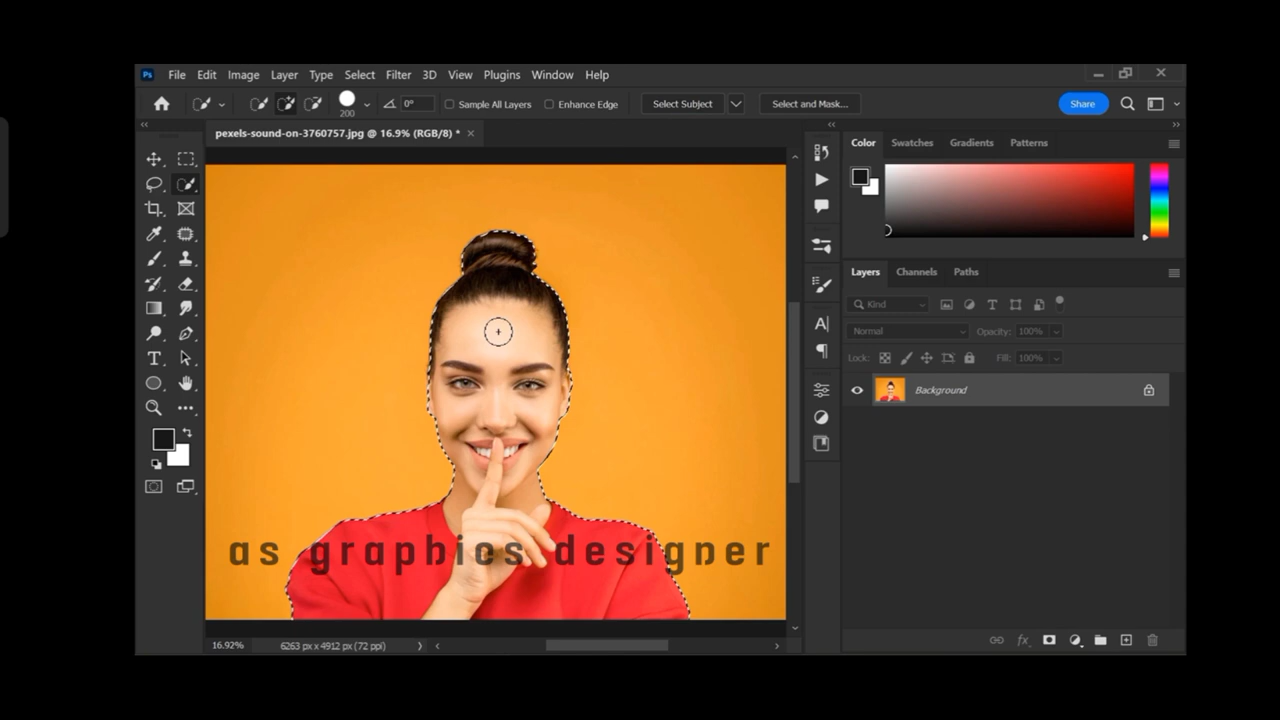 Ps File Edit Image Layer Type Select Filter 3D View Plugins Window Help
200 0° Sample All Layers Enhance Edge Select Subject Select and Mask... Share
pexels-sound-on-3760757.jpg @ 16.9% (RGB/8) * ×
Color Swatches Gradients Patterns
Layers Channels Paths
Kind
Normal Opacity: 100%
Lock: Fill: 100%
Background
as graphics designer
16.92% 6263 px x 4912 px (72 ppi)